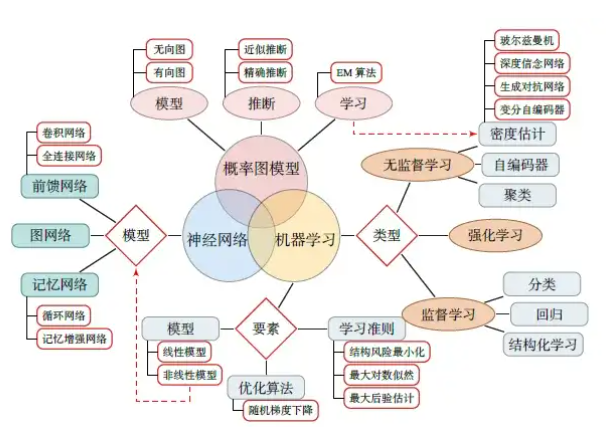 无向图
有向图
模型
近似推断
精确推断
推断
EM 算法
学习
玻尔兹曼机
深度信念网络
生成对抗网络
变分自编码器
密度估计
无监督学习
自编码器
聚类
卷积网络
全连接网络
前馈网络
图网络
记忆网络
循环网络
记忆增强网络
模型
概率图模型
神经网络
机器学习
类型
强化学习
监督学习
分类
回归
结构化学习
模型
线性模型
非线性模型
要素
优化算法
随机梯度下降
学习准则
结构风险最小化
最大对数似然
最大后验估计